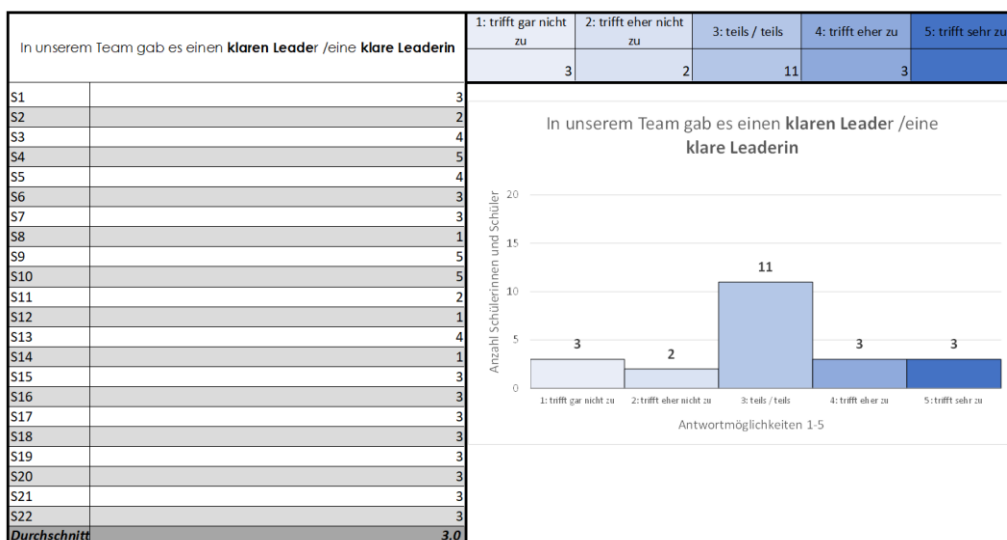 In unserem Team gab es einen klaren Leader /eine klare Leaderin
1: trifft gar nicht zu
2: trifft eher nicht zu
3: teils / teils
4: trifft eher zu
5: trifft sehr zu
3 2 11 3
S1 3
S2 2
S3 4
S4 5
S5 4
S6 3
S7 3
S8 1
S9 5
S10 5
S11 2
S12 1
S13 4
S14 1
S15 3
S16 3
S17 3
S18 3
S19 3
S20 3
S21 3
S22 3
Durchschnitt 3,0
In unserem Team gab es einen klaren Leader /eine
klare Leaderin
Anzahl Schülerinnen und Schüler
20
15
10
5
0
3
2
11
3
3
1: trifft gar nicht zu
2: trifft eher nicht zu
3: teils / teils
4: trifft eher zu
5: trifft sehr zu
Antwortmöglichkeiten 1-5